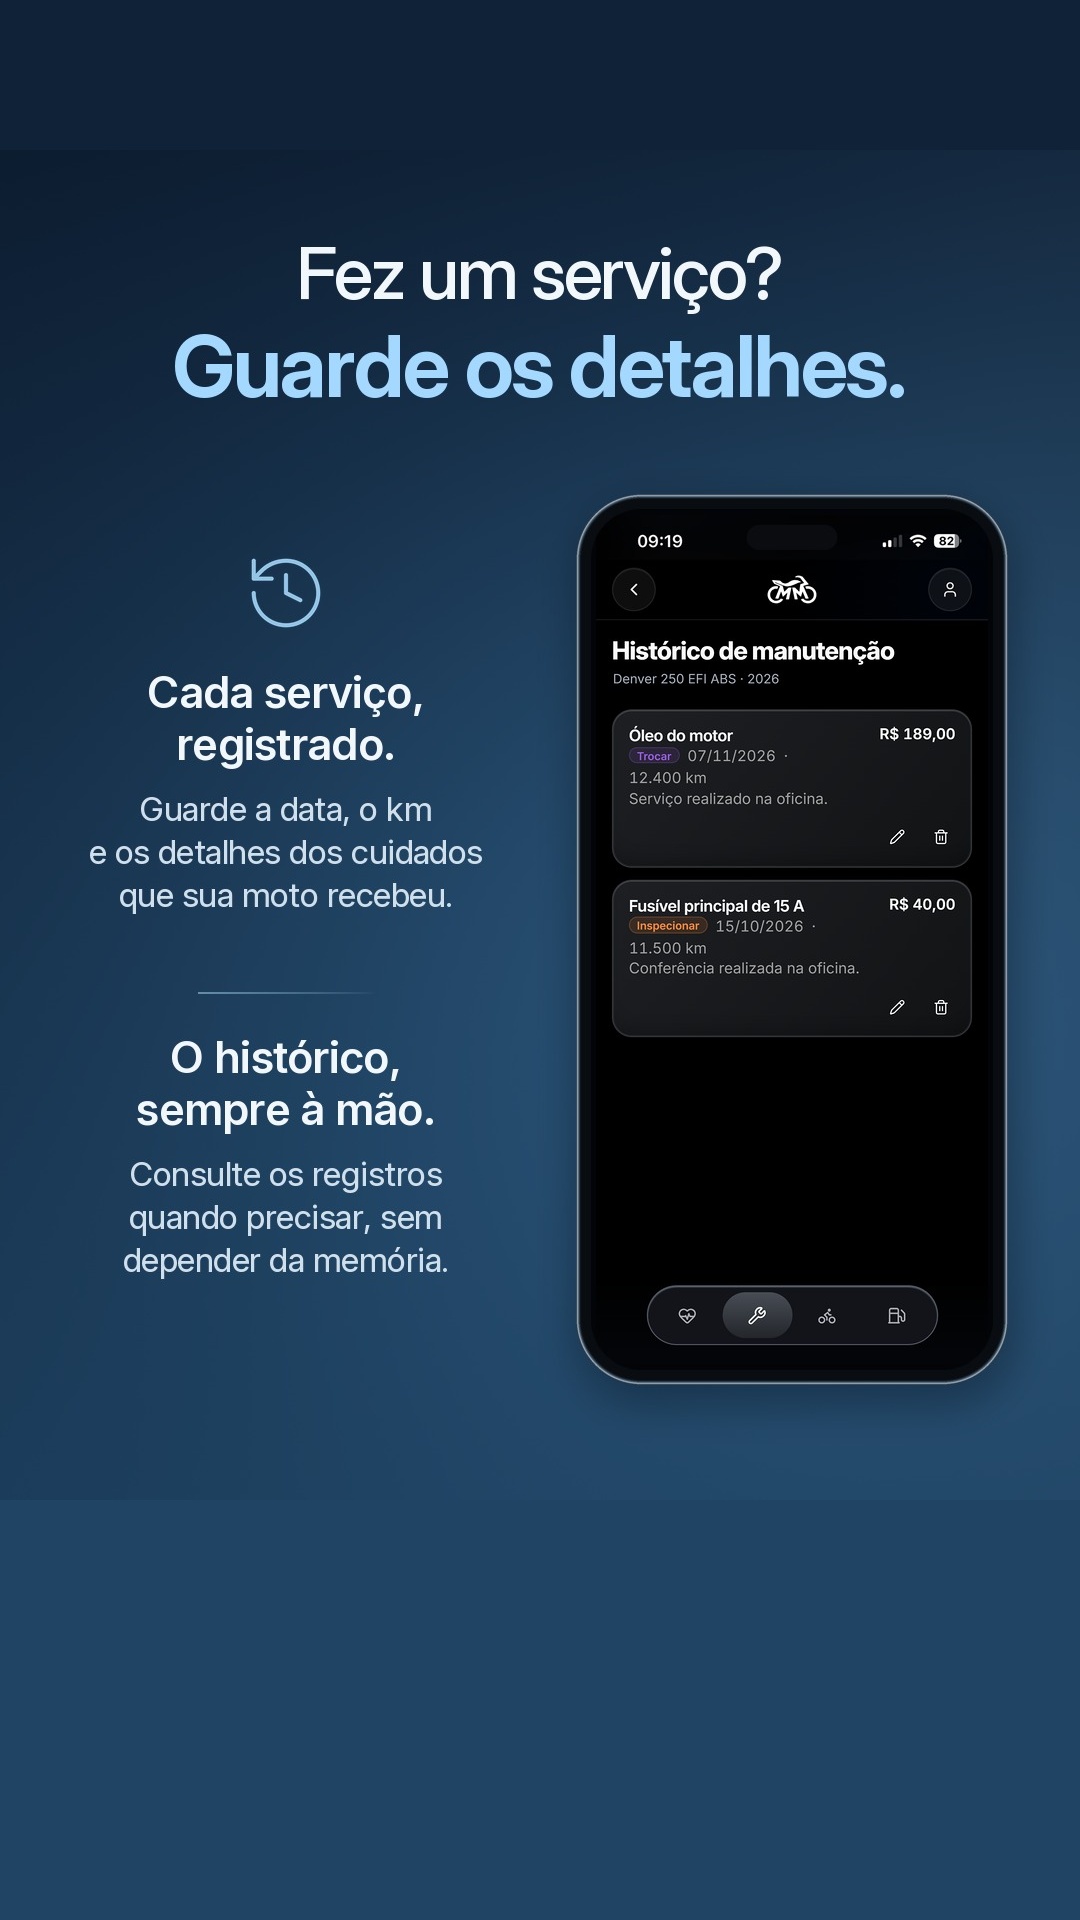 Fez um serviço?
Guarde os detalhes.
Cada serviço,
registrado.
Guarde a data, o km
e os detalhes dos cuidados
que sua moto recebeu.
O histórico,
sempre à mão.
Consulte os registros
quando precisar, sem
depender da memória.
09:19
82
MM
Histórico de manutenção
Denver 250 EFI ABS · 2026
Óleo do motor R$ 189,00
Trocar 07/11/2026 ·
12.400 km
Serviço realizado na oficina.
Fusível principal de 15 A R$ 40,00
Inspecionar 15/10/2026 ·
11.500 km
Conferência realizada na oficina.